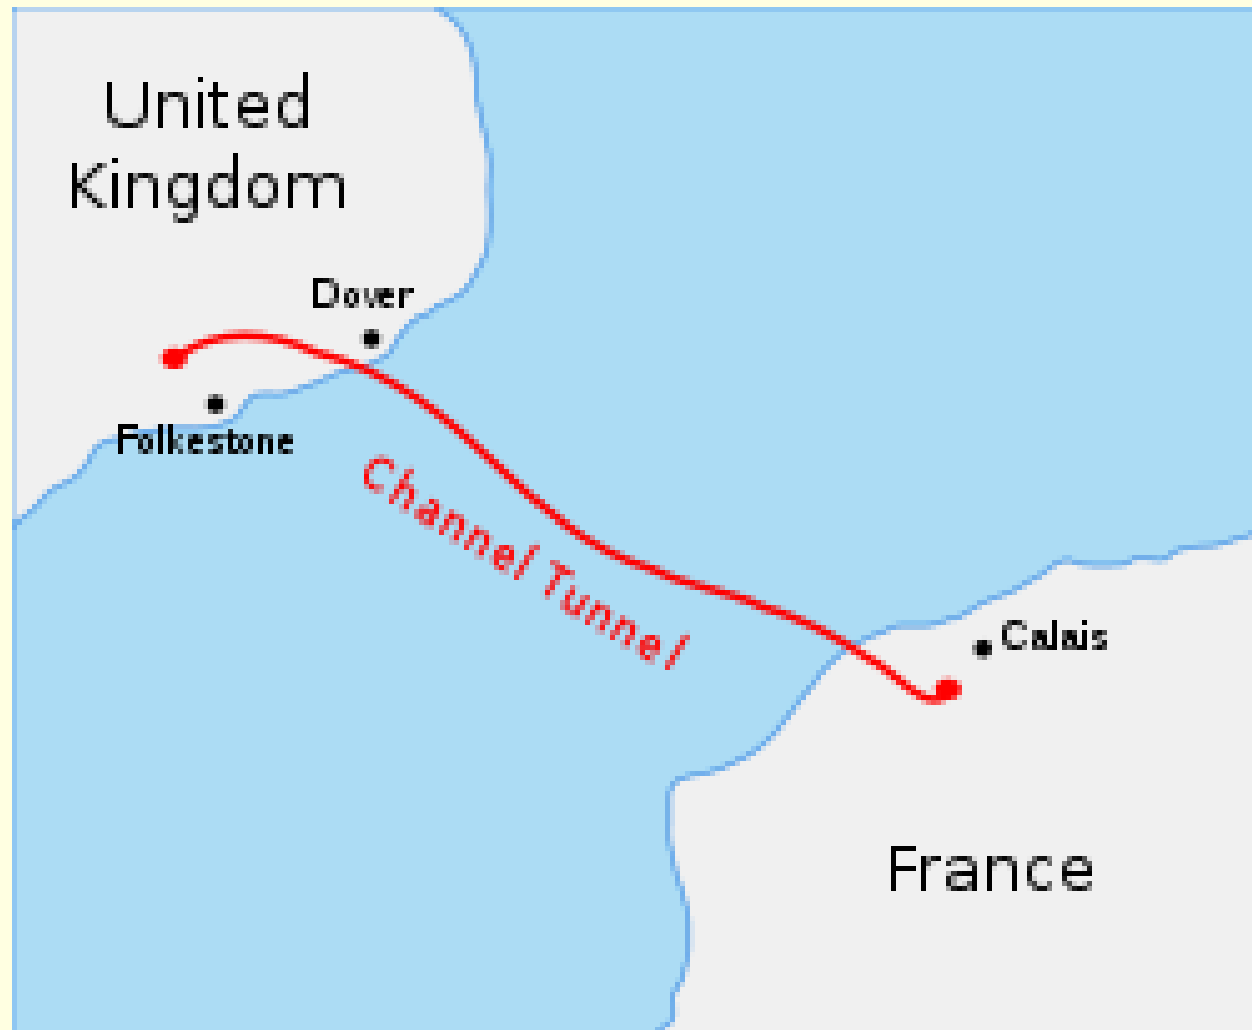 United
Kingdom
Dover
Folkestone
Channel Tunnel
Calais
France